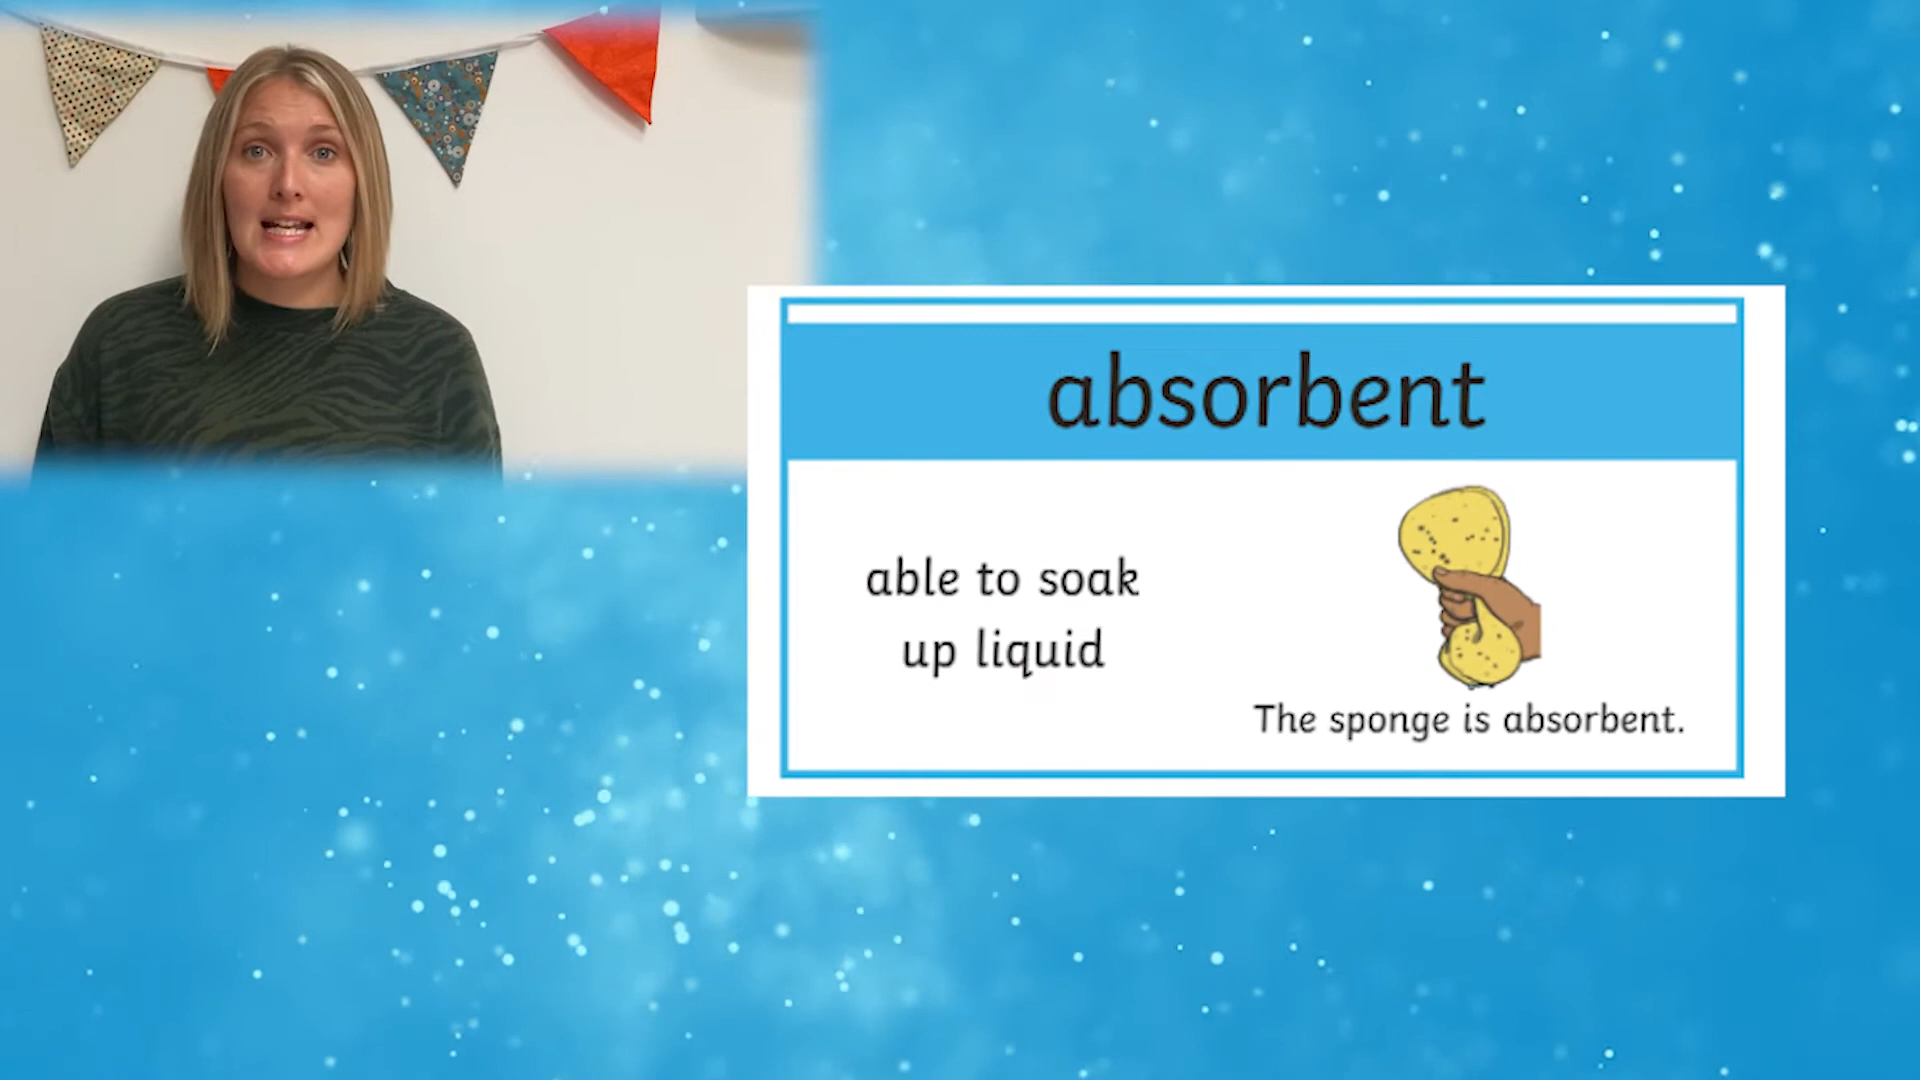 absorbent
able to soak
up liquid
The sponge is absorbent.